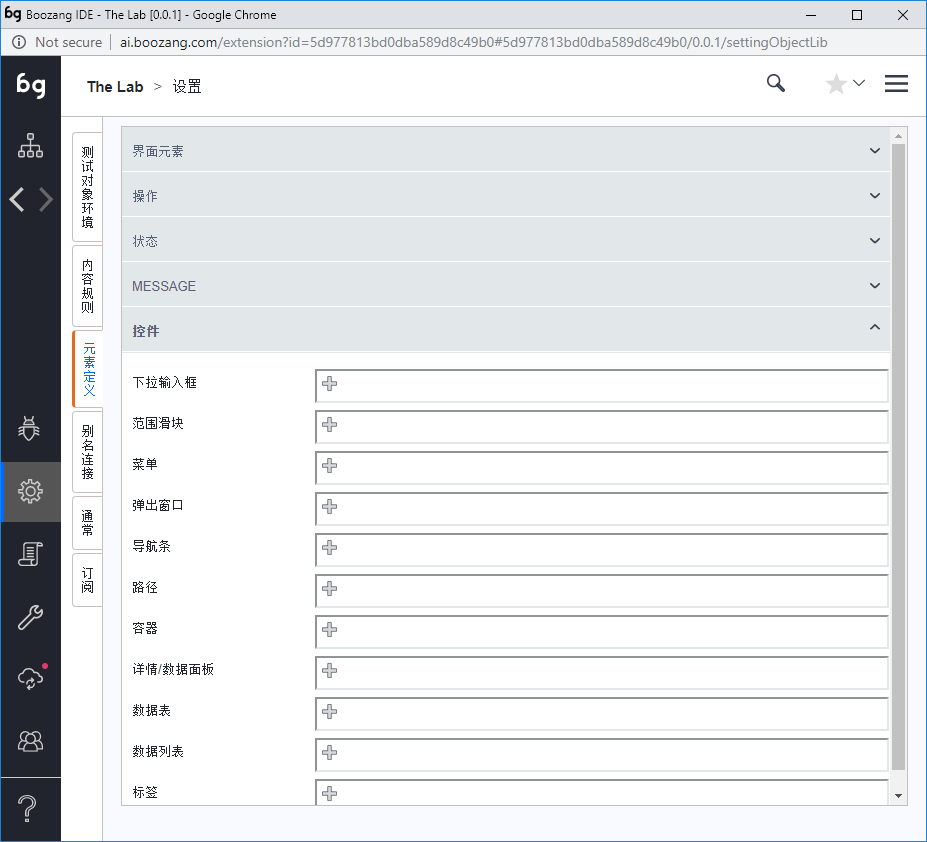 bg Boozang IDE - The Lab [0.0.1] - Google Chrome
Not secure | ai.boozang.com/extension?id=5d977813bd0dba589d8c49b0#5d977813bd0dba589d8c49b0/0.0.1/settingObjectLib
bg
The Lab > 设置
测试对象环境
内容规则
元素定义
别名连接
通常
订阅
界面元素
操作
状态
MESSAGE
控件
下拉输入框
范围滑块
菜单
弹出窗口
导航条
路径
容器
详情/数据面板
数据表
数据列表
标签